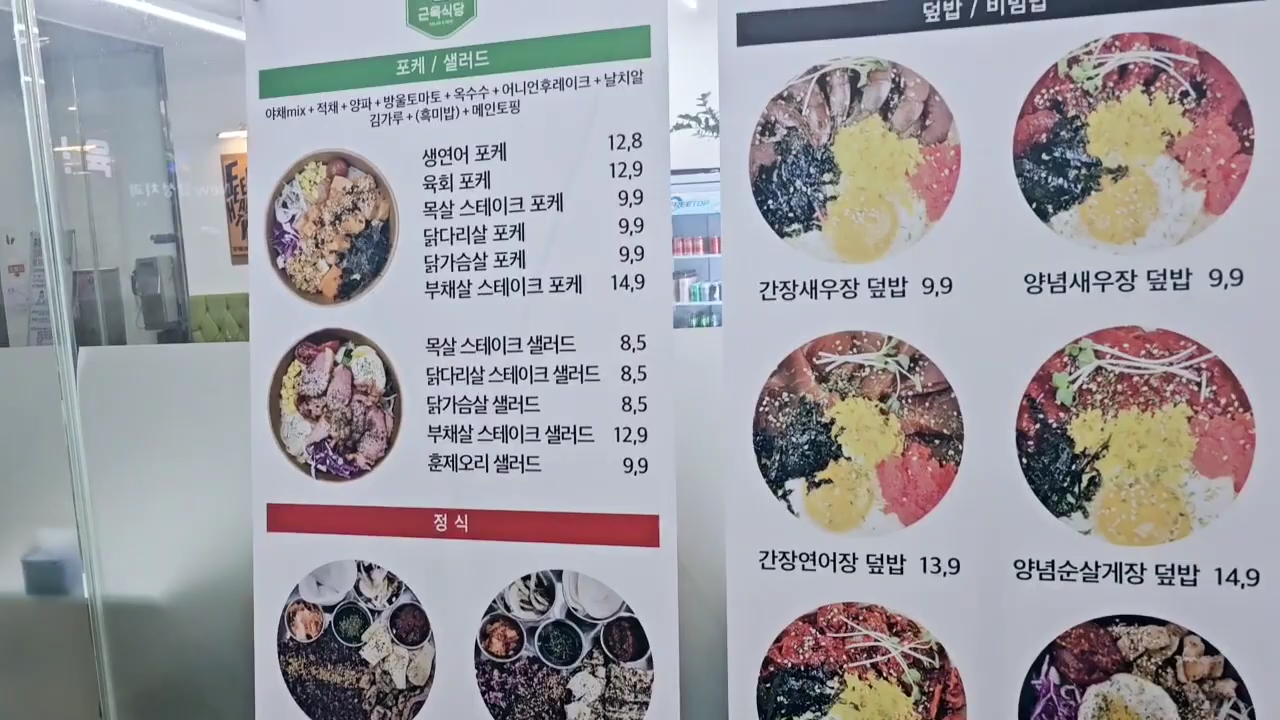 근육식당
포케 / 샐러드
야채mix + 적채 + 양파 + 방울토마토 + 옥수수 + 어니언후레이크 + 날치알
김가루 + (흑미밥) + 메인토핑
생연어 포케 12,8
육회 포케 12,9
목살 스테이크 포케 9,9
닭다리살 포케 9,9
닭가슴살 포케 9,9
부채살 스테이크 포케 14,9
목살 스테이크 샐러드 8,5
닭다리살 스테이크 샐러드 8,5
닭가슴살 샐러드 8,5
부채살 스테이크 샐러드 12,9
훈제오리 샐러드 9,9
정 식
덮밥 / 비빔밥
간장새우장 덮밥 9,9
양념새우장 덮밥 9,9
간장연어장 덮밥 13,9
양념순살게장 덮밥 14,9